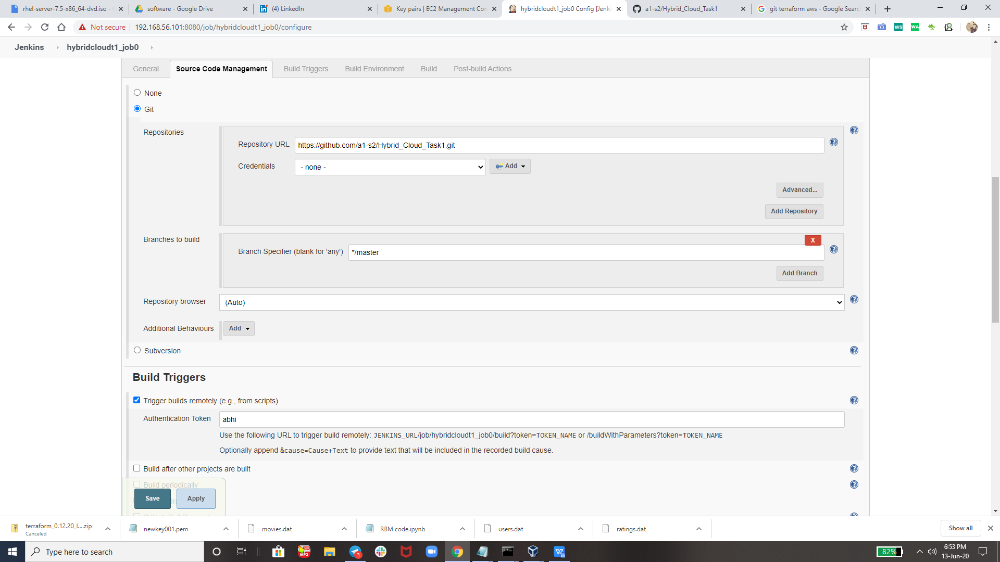 rhel-server-7.5-x86_64-dvd.iso -
software - Google Drive
(4) LinkedIn
Key pairs | EC2 Management Con
hybridcloudt1_job0 Config [Jenki
a1-s2/Hybrid_Cloud_Task1
git terraform aws - Google Searc
Not secure
192.168.56.101:8080/job/hybridcloudt1_job0/configure
WS
WA
Jenkins
hybridcloudt1_job0
General
Source Code Management
Build Triggers
Build Environment
Build
Post-build Actions
None
Git
Repositories
Repository URL
https://github.com/a1-s2/Hybrid_Cloud_Task1.git
Credentials
- none -
Add
Advanced...
Add Repository
Branches to build
X
Branch Specifier (blank for 'any')
*/master
Add Branch
Repository browser
(Auto)
Additional Behaviours
Add
Subversion
Build Triggers
Trigger builds remotely (e.g., from scripts)
Authentication Token
abhi
Use the following URL to trigger build remotely: JENKINS_URL/job/hybridcloudt1_job0/build?token=TOKEN_NAME or /buildWithParameters?token=TOKEN_NAME
Optionally append &cause=Cause+Text to provide text that will be included in the recorded build cause.
Build after other projects are built
Build periodically
Save
Apply
terraform_0.12.20_l....zip
Canceled
newkey001.pem
movies.dat
RBM code.ipynb
users.dat
ratings.dat
Show all
Type here to search
MP3
3
82%
6:53 PM
13-Jun-20